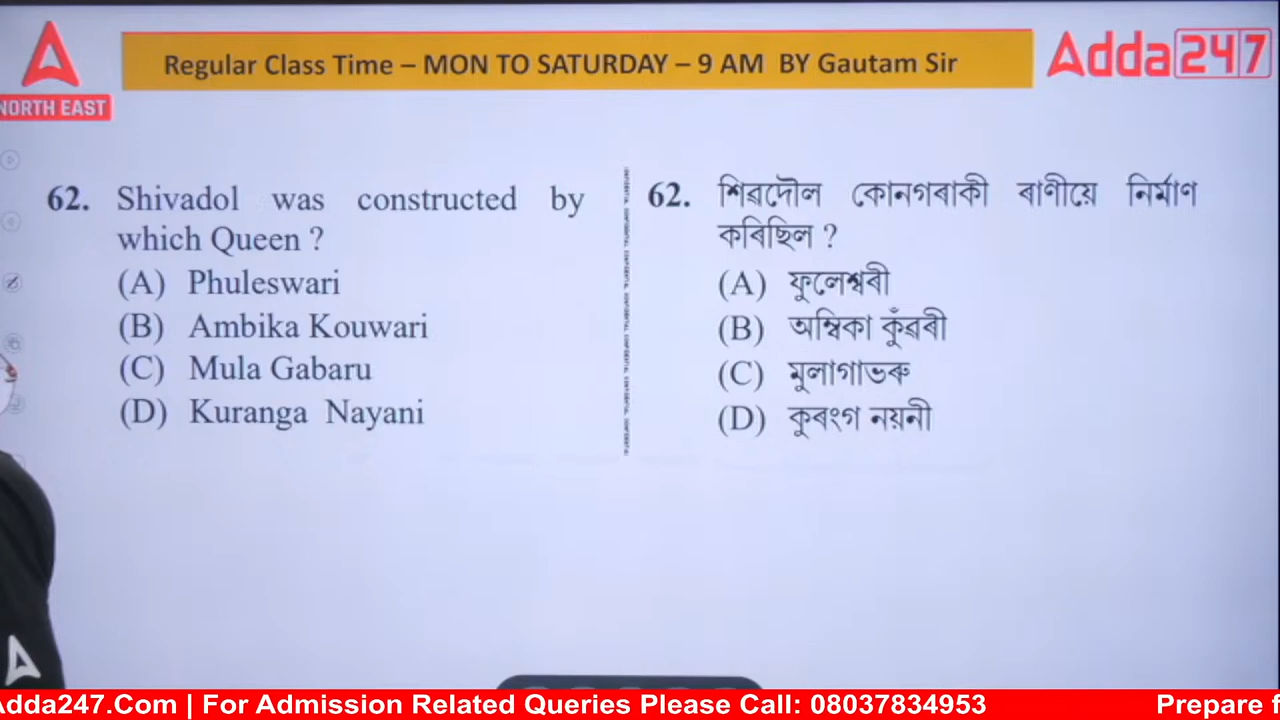 Regular Class Time – MON TO SATURDAY – 9 AM BY Gautam Sir
Adda247
NORTH EAST
62. Shivadol was constructed by
which Queen ?
(A) Phuleswari
(B) Ambika Kouwari
(C) Mula Gabaru
(D) Kuranga Nayani
62. শিৱদৌল কোনগৰাকী ৰাণীয়ে নিৰ্মাণ
কৰিছিল ?
(A) ফুলেশ্বৰী
(B) অম্বিকা কুঁৱৰী
(C) মুলাগাভৰু
(D) কুৰংগ নয়নী
Adda247.Com | For Admission Related Queries Please Call: 08037834953 Prepare f